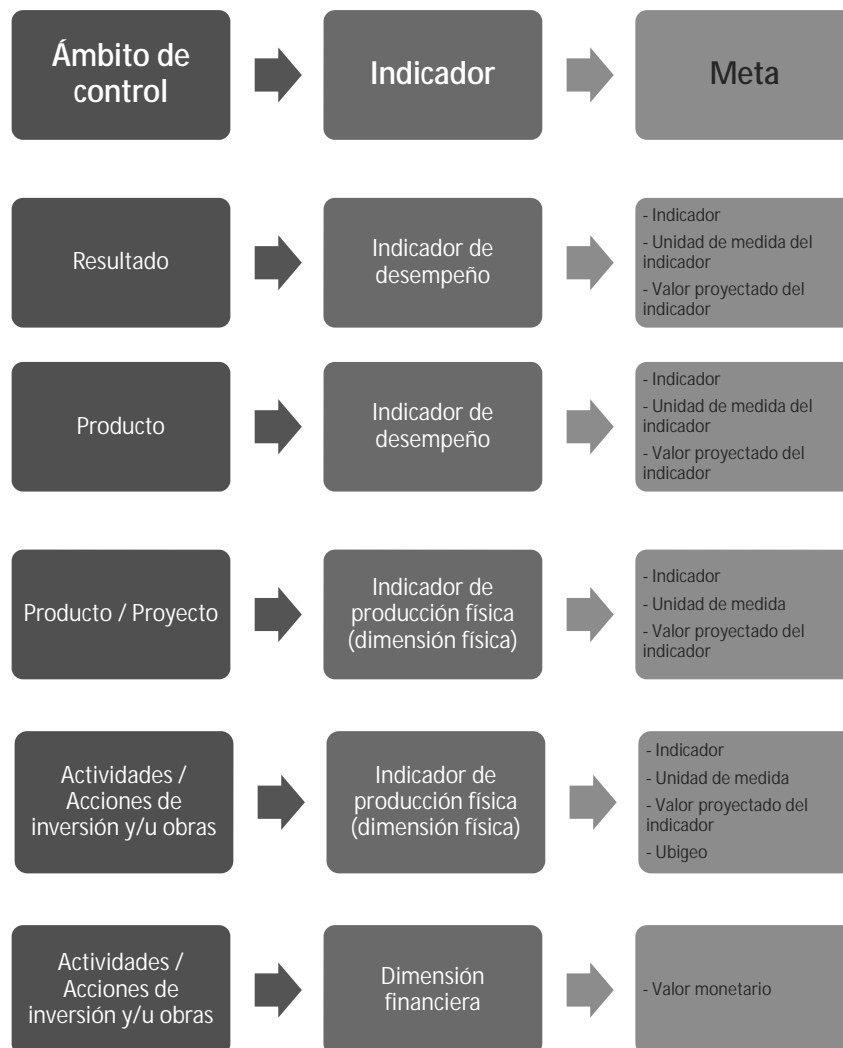 Ámbito de
control
Indicador
Meta
Resultado
Indicador de
desempeño
- Indicador
- Unidad de medida del
indicador
- Valor proyectado del
indicador
Producto
Indicador de
desempeño
- Indicador
- Unidad de medida del
indicador
- Valor proyectado del
indicador
Producto / Proyecto
Indicador de
producción física
(dimensión física)
- Indicador
- Unidad de medida
- Valor proyectado del
indicador
Actividades /
Acciones de
inversión y/u obras
Indicador de
producción física
(dimensión física)
- Indicador
- Unidad de medida
- Valor proyectado del
indicador
- Ubigeo
Actividades /
Acciones de
inversión y/u obras
Dimensión
financiera
- Valor monetario